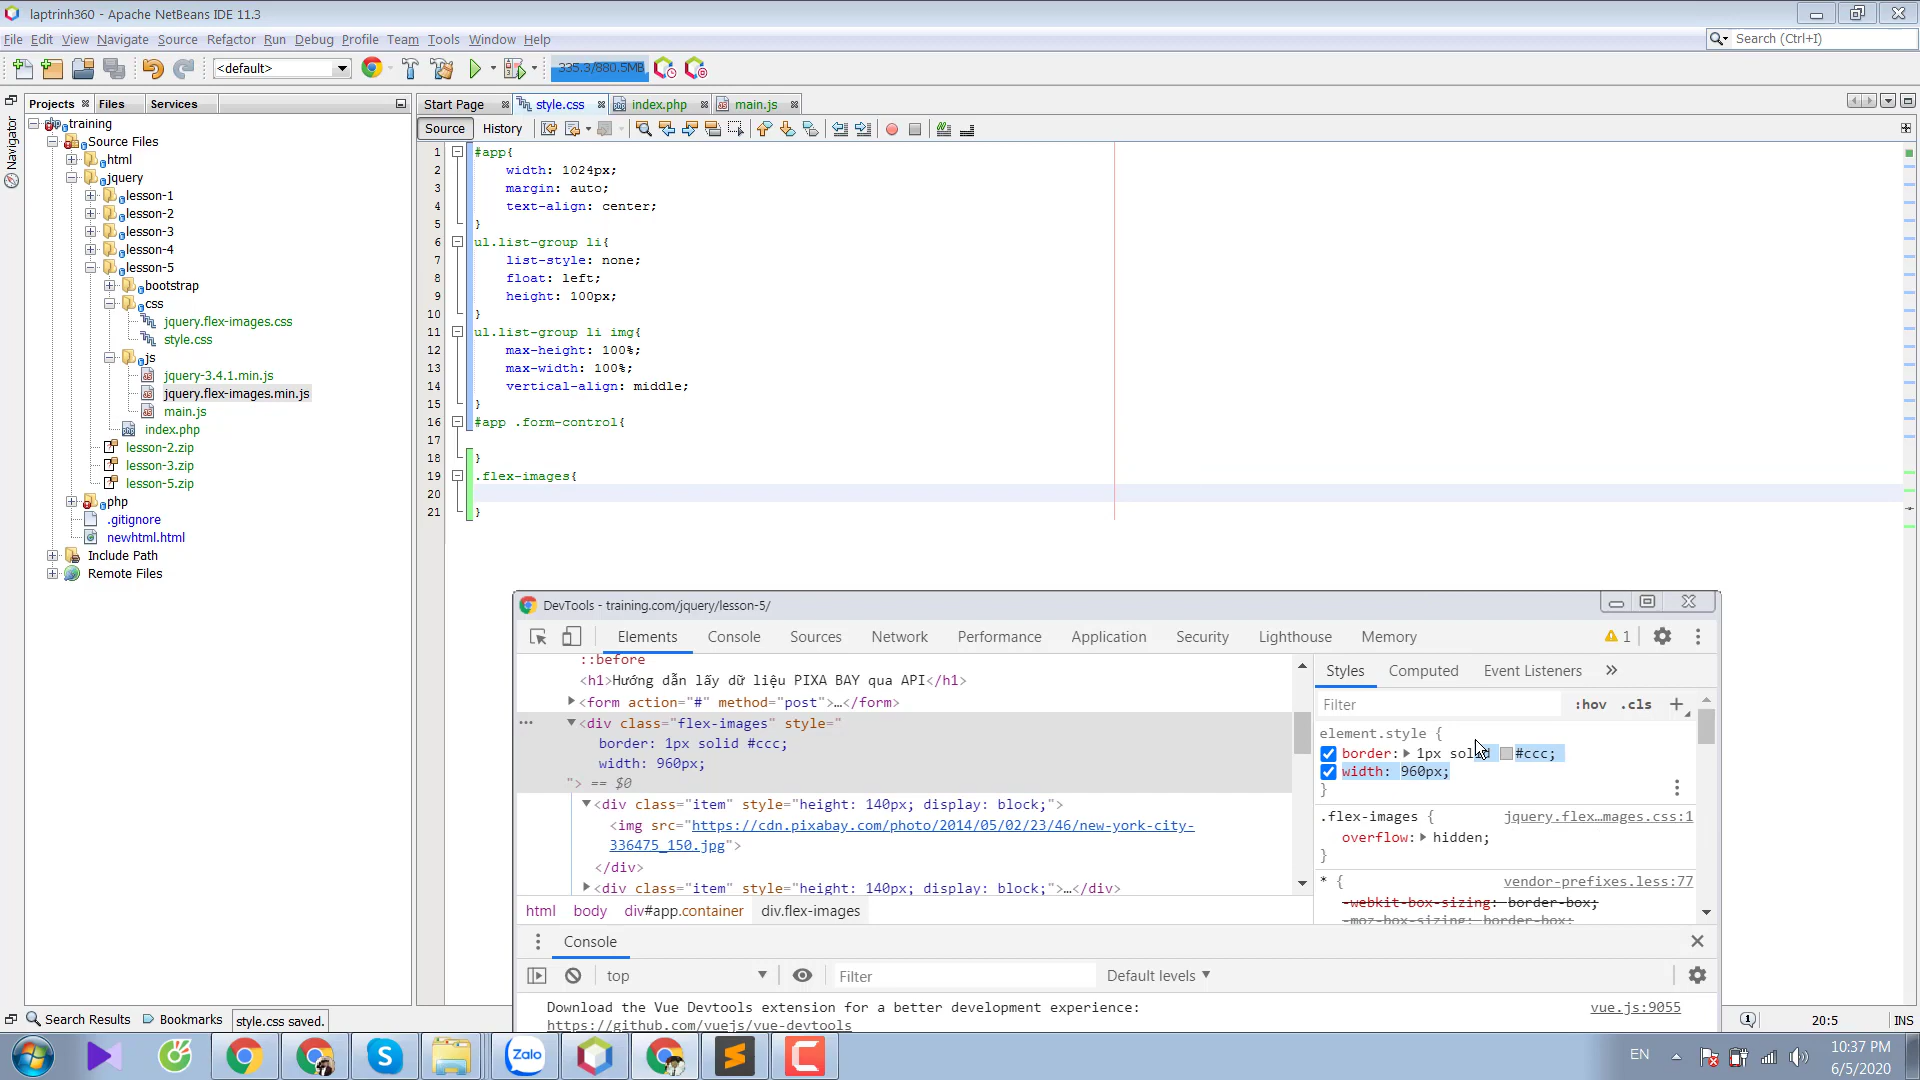 laptrinh360 - Apache NetBeans IDE 11.3
File Edit View Navigate Source Refactor Run Debug Profile Team Tools Window Help
Search (Ctrl+I)
<default>
335.3/880.5MB
Projects Files Services
Start Page style.css index.php main.js
Navigator
Source History
training
Source Files
html
jquery
lesson-1
lesson-2
lesson-3
lesson-4
lesson-5
bootstrap
css
jquery.flex-images.css
style.css
js
jquery-3.4.1.min.js
jquery.flex-images.min.js
main.js
index.php
lesson-2.zip
lesson-3.zip
lesson-5.zip
php
.gitignore
newhtml.html
Include Path
Remote Files
1 #app{
2 width: 1024px;
3 margin: auto;
4 text-align: center;
5 }
6 ul.list-group li{
7 list-style: none;
8 float: left;
9 height: 100px;
10 }
11 ul.list-group li img{
12 max-height: 100%;
13 max-width: 100%;
14 vertical-align: middle;
15 }
16 #app .form-control{
17
18 }
19 .flex-images{
20
21 }
DevTools - training.com/jquery/lesson-5/
Elements Console Sources Network Performance Application Security Lighthouse Memory 1
::before
<h1>Hướng dẫn lấy dữ liệu PIXA BAY qua API</h1>
<form action="#" method="post">…</form>
<div class="flex-images" style="
border: 1px solid #ccc;
width: 960px;
"> == $0
<div class="item" style="height: 140px; display: block;">
<img src="https://cdn.pixabay.com/photo/2014/05/02/23/46/new-york-city-
336475_150.jpg">
</div>
<div class="item" style="height: 140px; display: block;">…</div>
html body div#app.container div.flex-images
Styles Computed Event Listeners »
Filter :hov .cls +
element.style {
border: 1px solid #ccc;
width: 960px;
}
.flex-images { jquery.flex…mages.css:1
overflow: hidden;
}
* { vendor-prefixes.less:77
-webkit-box-sizing: border-box;
-moz-box-sizing: border-box;
Console
top Filter Default levels
Download the Vue Devtools extension for a better development experience: vue.js:9055
https://github.com/vuejs/vue-devtools
Search Results Bookmarks style.css saved.
20:5 INS
Zalo
EN
10:37 PM
6/5/2020